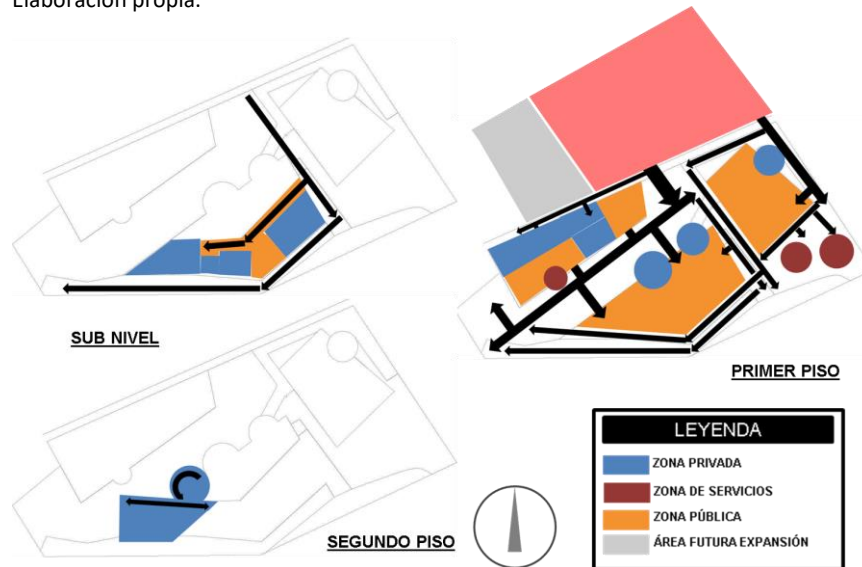 Elaboración propia.
SUB NIVEL
PRIMER PISO
SEGUNDO PISO
LEYENDA
ZONA PRIVADA
ZONA DE SERVICIOS
ZONA PÚBLICA
ÁREA FUTURA EXPANSIÓN